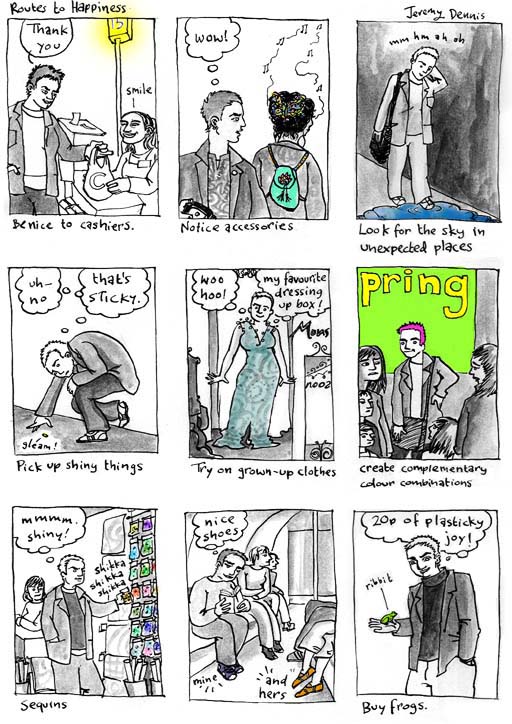 Routes to Happiness
Jeremy Dennis
15
Thank
you
smile
Be nice to cashiers.
wow!
Notice accessories
mm hm ah oh
Look for the sky in
unexpected places
uh-
no
that's
STICKY.
gleam!
Pick up shiny things
woo
hoo!
my favourite
dressing
up box!
Try on grown-up clothes
pring
create complementary
colour combinations
mmmm.
shiny!
shikka
shikka
shikka
Sequins
nice
shoes
mine
and
hers
20p of plasticky
joy!
ribbit
Buy frogs.